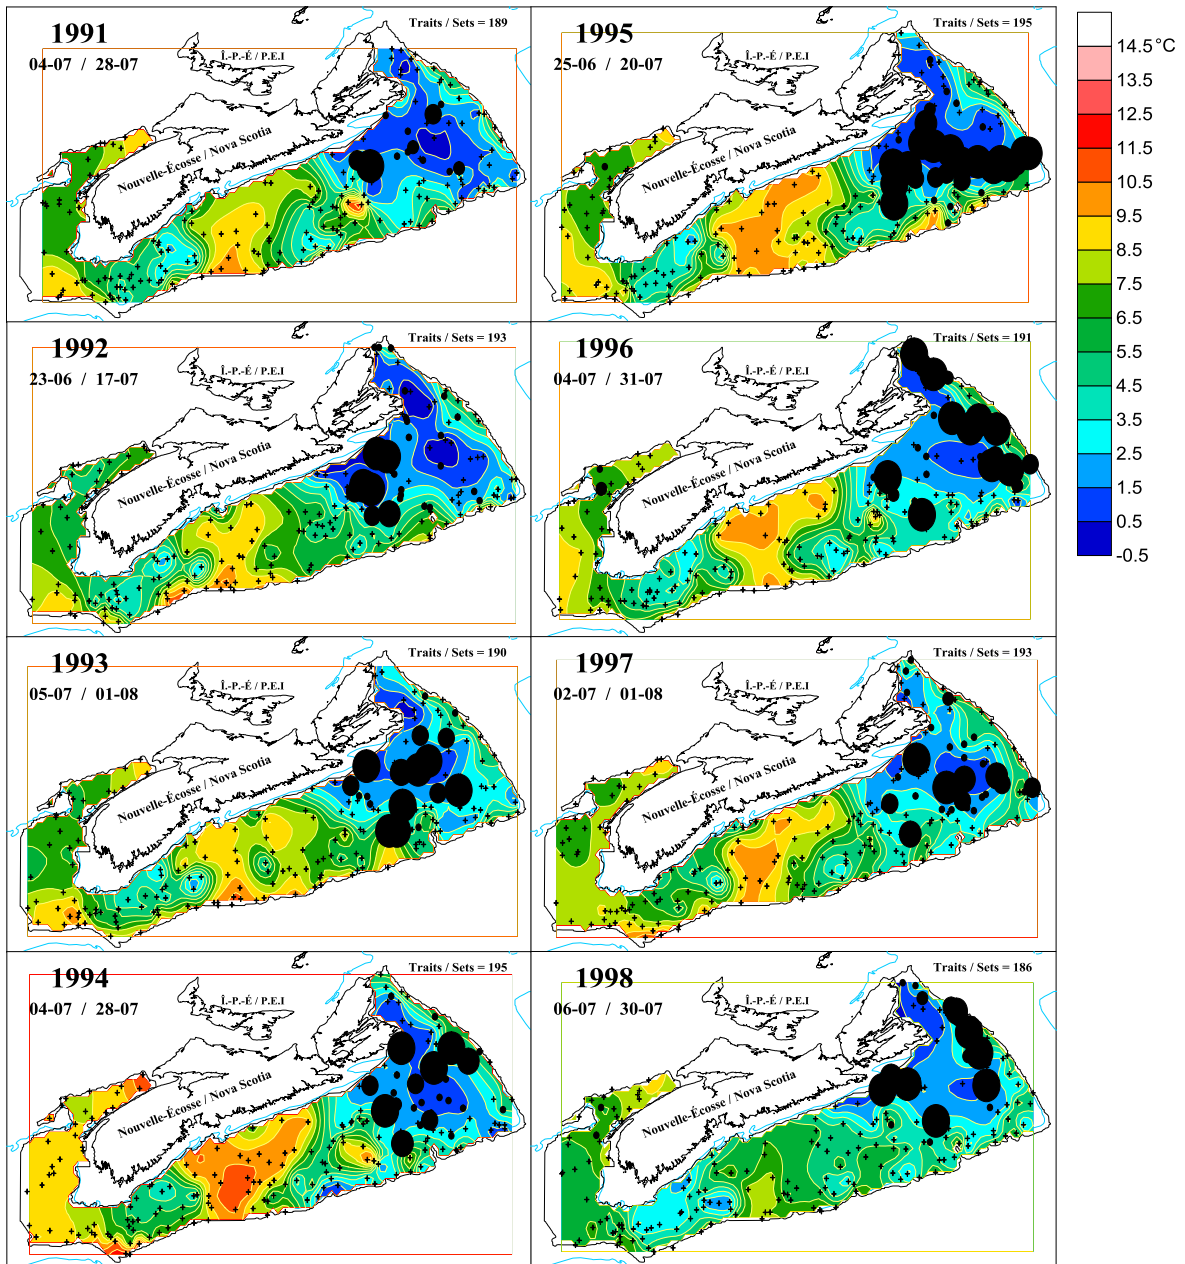 1991
04-07 / 28-07
Traits / Sets = 189
Î.-P.-É / P.E.I
Nouvelle-Écosse / Nova Scotia
1995
25-06 / 20-07
Traits / Sets = 195
Î.-P.-É / P.E.I
Nouvelle-Écosse / Nova Scotia
1992
23-06 / 17-07
Traits / Sets = 193
Î.-P.-É / P.E.I
Nouvelle-Écosse / Nova Scotia
1996
04-07 / 31-07
Traits / Sets = 191
Î.-P.-É / P.E.I
Nouvelle-Écosse / Nova Scotia
1993
05-07 / 01-08
Traits / Sets = 190
Î.-P.-É / P.E.I
Nouvelle-Écosse / Nova Scotia
1997
02-07 / 01-08
Traits / Sets = 193
Î.-P.-É / P.E.I
Nouvelle-Écosse / Nova Scotia
1994
04-07 / 28-07
Traits / Sets = 195
Î.-P.-É / P.E.I
Nouvelle-Écosse / Nova Scotia
1998
06-07 / 30-07
Traits / Sets = 186
Î.-P.-É / P.E.I
Nouvelle-Écosse / Nova Scotia
14.5 °C
13.5
12.5
11.5
10.5
9.5
8.5
7.5
6.5
5.5
4.5
3.5
2.5
1.5
0.5
-0.5